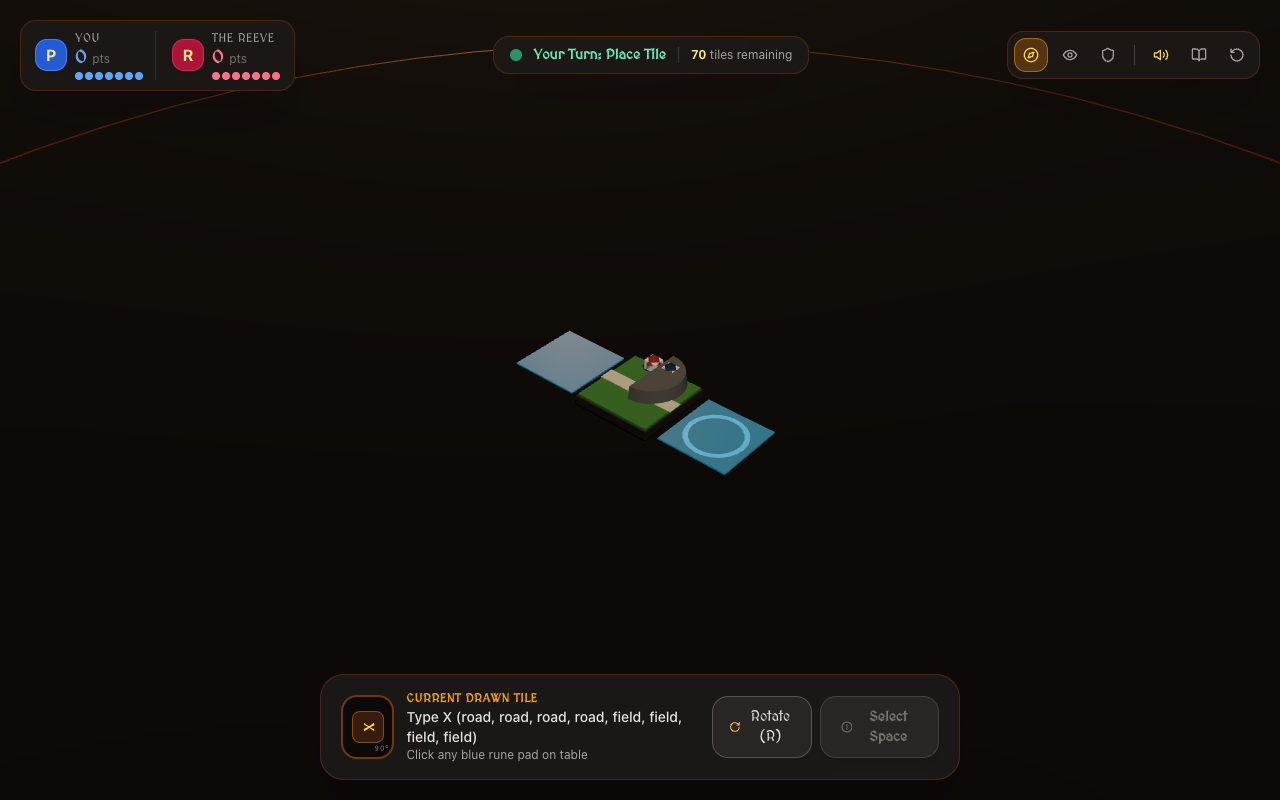 P
YOU
0 pts
R
THE REEVE
0 pts
Your Turn: Place Tile
70 tiles remaining
X
90°
CURRENT DRAWN TILE
Type X (road, road, road, road, field, field,
field, field)
Click any blue rune pad on table
Rotate
(R)
Select
Space